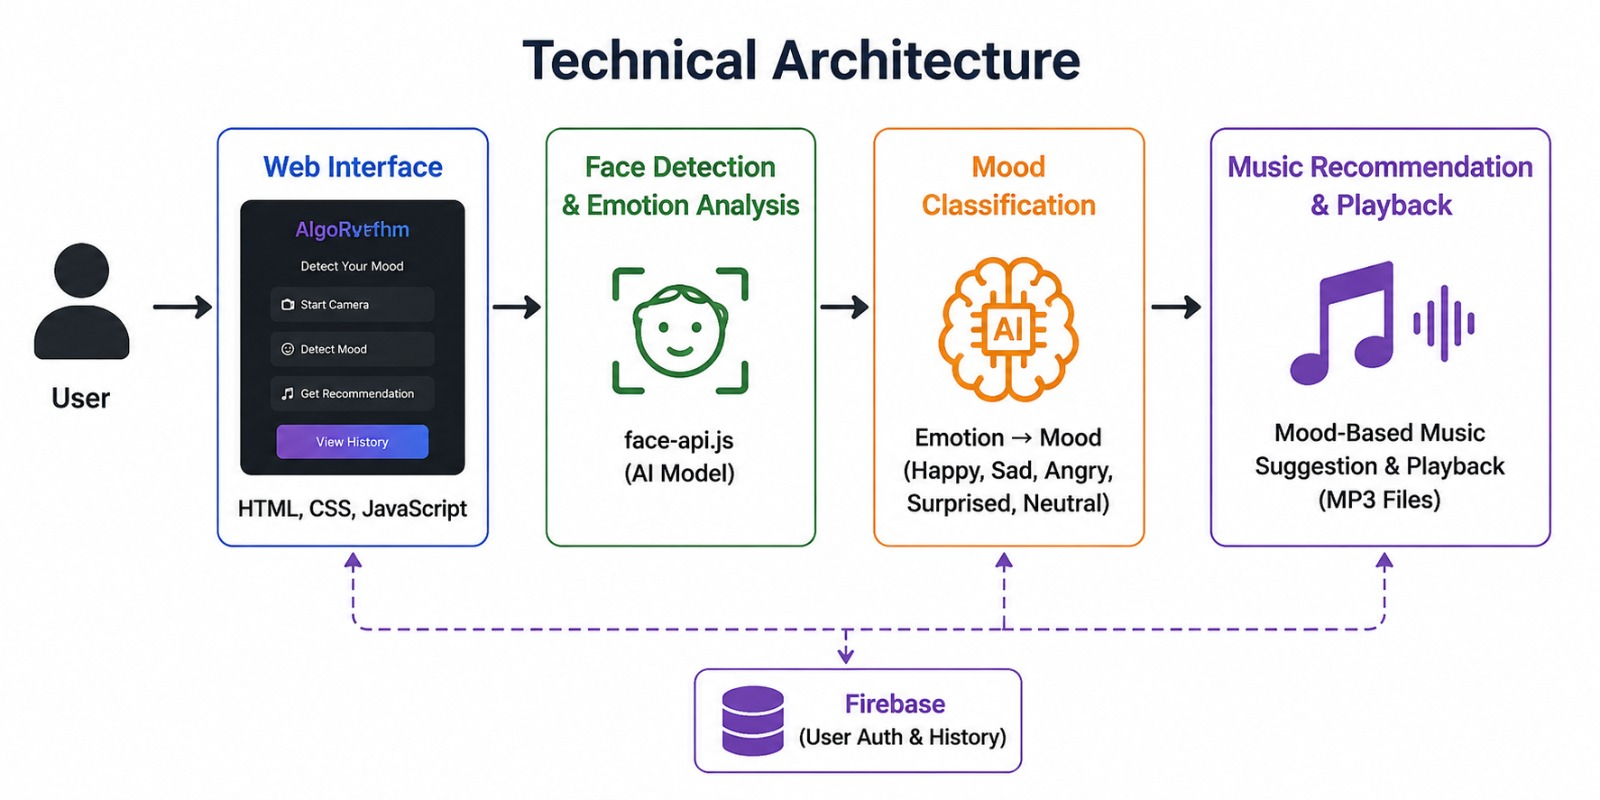 Technical Architecture
Web Interface
Detect Your Mood
Start Camera
Detect Mood
Get Recommendation
View History
HTML, CSS, JavaScript
User
Face Detection
& Emotion Analysis
face-api.js
(AI Model)
Mood
Classification
AI
Emotion → Mood
(Happy, Sad, Angry,
Surprised, Neutral)
Music Recommendation
& Playback
Mood-Based Music
Suggestion & Playback
(MP3 Files)
Firebase
(User Auth & History)